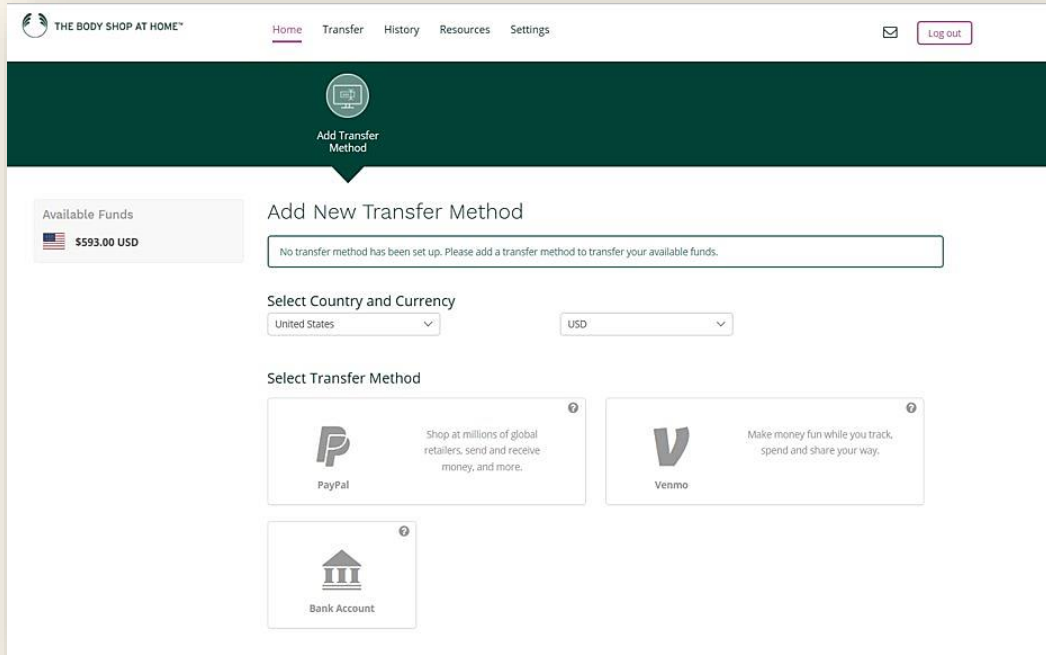 THE BODY SHOP AT HOME™
Home Transfer History Resources Settings
Log out
Add Transfer
Method
Available Funds
$593.00 USD
Add New Transfer Method
No transfer method has been set up. Please add a transfer method to transfer your available funds.
Select Country and Currency
United States
USD
Select Transfer Method
Shop at millions of global
retailers, send and receive
money, and more.
PayPal
Make money fun while you track,
spend and share your way.
Venmo
Bank Account